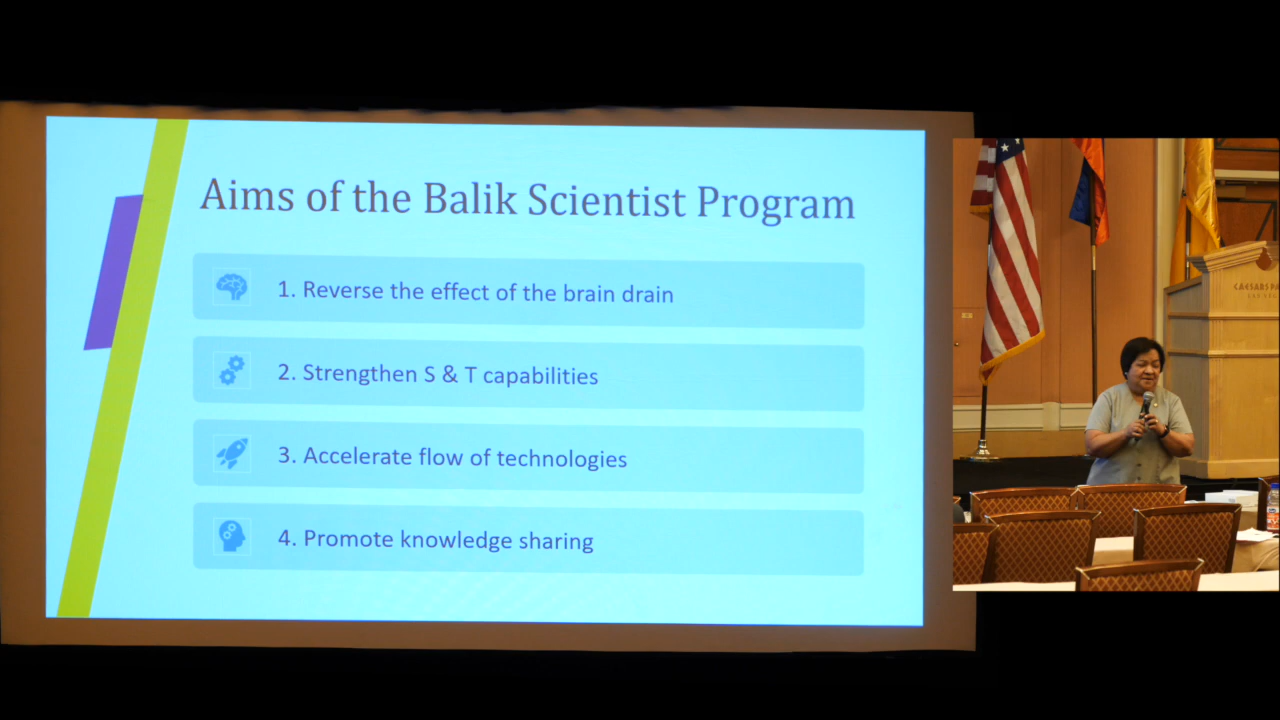 Aims of the Balik Scientist Program
1. Reverse the effect of the brain drain
2. Strengthen S & T capabilities
3. Accelerate flow of technologies
4. Promote knowledge sharing
CAESARS